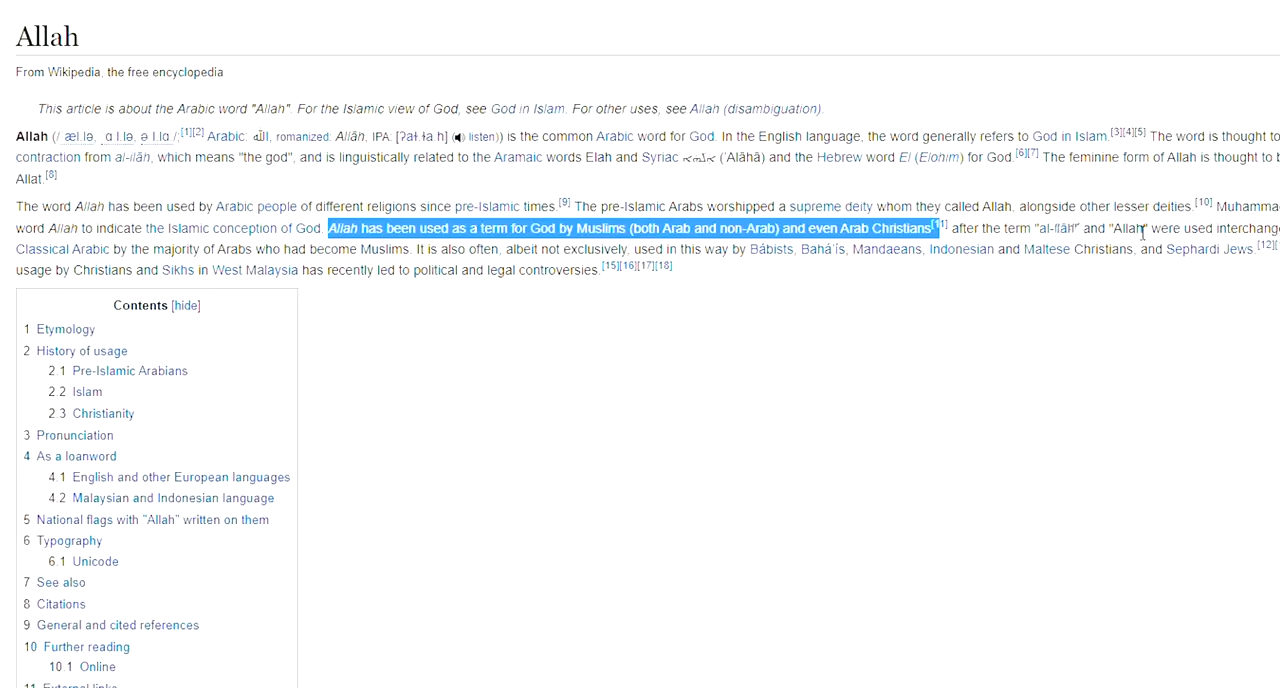 Allah
From Wikipedia, the free encyclopedia
This article is about the Arabic word "Allah". For the Islamic view of God, see God in Islam. For other uses, see Allah (disambiguation).
Allah (/ˈæl.lə, ˈɑːl.lə, əˈl.lɑː/;[1][2] Arabic: الله, romanized: Allāh, IPA: [ʔaɫ.ɫaːh] (listen)) is the common Arabic word for God. In the English language, the word generally refers to God in Islam.[3][4][5] The word is thought to
contraction from al-ilāh, which means "the god", and is linguistically related to the Aramaic words Elah and Syriac ܐܠܗܐ (ʼAlāhā) and the Hebrew word El (Elohim) for God.[6][7] The feminine form of Allah is thought to
Allat.[8]
The word Allah has been used by Arabic people of different religions since pre-Islamic times.[9] The pre-Islamic Arabs worshipped a supreme deity whom they called Allah, alongside other lesser deities.[10]
word Allah to indicate the Islamic conception of God. Allah has been used as a term for God by Muslims (both Arab and non-Arab) and even Arab Christians.[11] after the term "al-ilāh" and "Allah" were used
Classical Arabic by the majority of Arabs who had become Muslims. It is also often, albeit not exclusively, used in this way by Bábists, Baháʼís, Mandaeans, Indonesian and Maltese Christians, and Sephardi Jews.[12]
usage by Christians and Sikhs in West Malaysia has recently led to political and legal controversies.[15][16][17][18]
Contents [hide]
1 Etymology
2 History of usage
2.1 Pre-Islamic Arabians
2.2 Islam
2.3 Christianity
3 Pronunciation
4 As a loanword
4.1 English and other European languages
4.2 Malaysian and Indonesian language
5 National flags with "Allah" written on them
6 Typography
6.1 Unicode
7 See also
8 Citations
9 General and cited references
10 Further reading
10.1 Online
11 External links